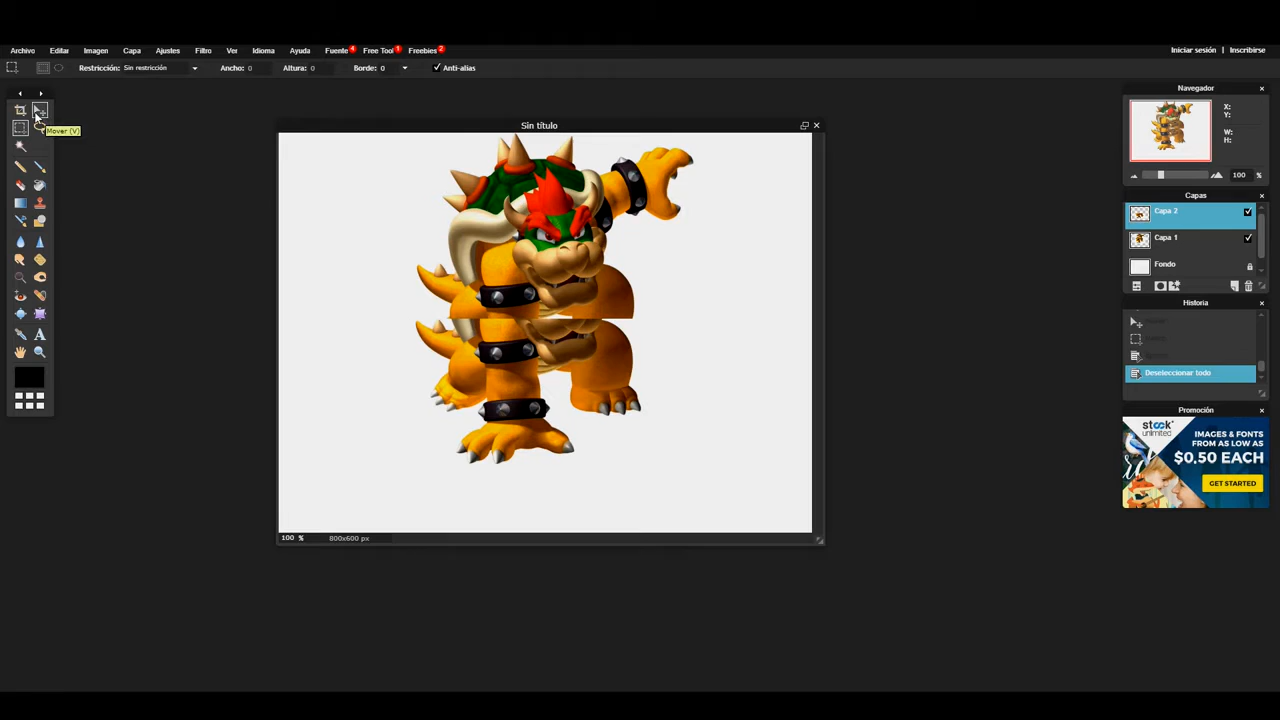 Archivo Editar Imagen Capa Ajustes Filtro Ver Idioma Ayuda Fuente 4 Free Tool 1 Freebies 2 Iniciar sesión Inscribirse
Restricción: Sin restricción Ancho: 0 Altura: 0 Borde: 0 Anti-alias
Mover (V)
Sin título
100 % 800x600 px
Navegador
X:
Y:
W:
H:
100 %
Capas
Capa 2
Capa 1
Fondo
Historia
Deseleccionar todo
Promoción
stock
unlimited
IMAGES & FONTS
FROM AS LOW AS
$0.50 EACH
GET STARTED